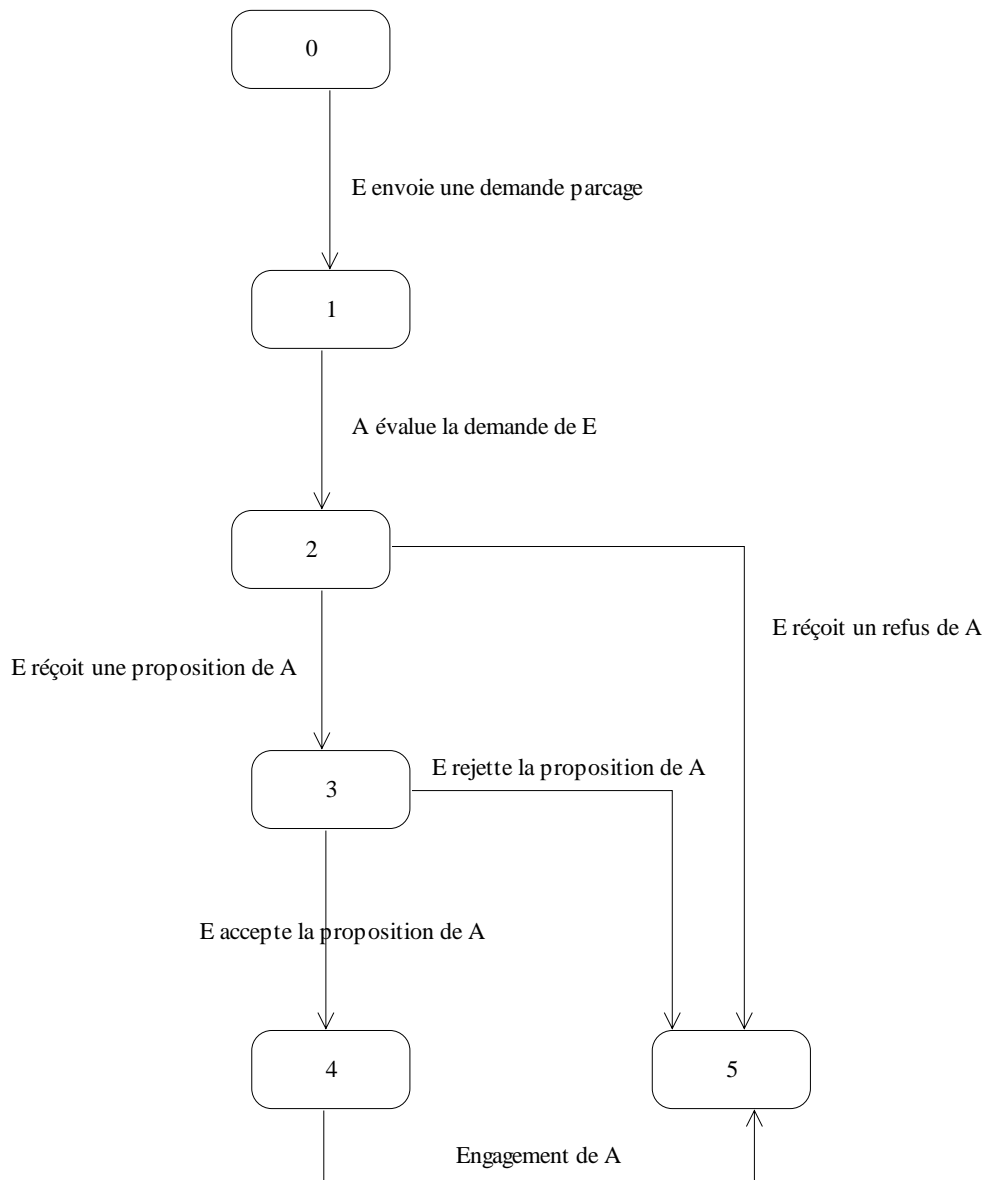 0
E envoie une demande parcage
1
A évalue la demande de E
2
E réçoit un refus de A
E réçoit une proposition de A
E rejette la proposition de A
3
E accepte la proposition de A
4
5
Engagement de A